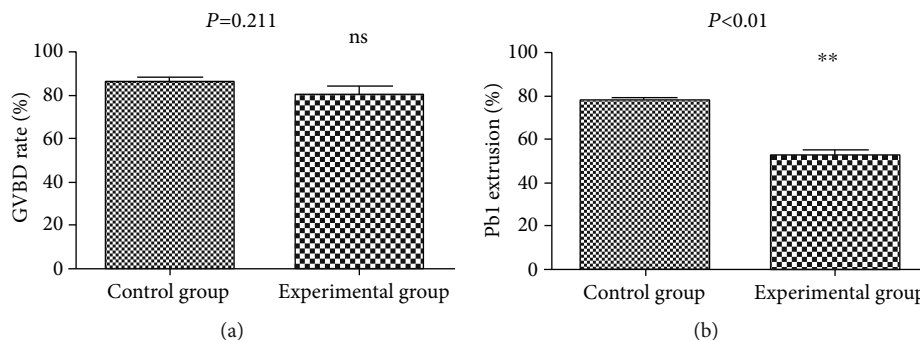 P=0.211
ns
GVBD rate (%)
100
80
60
40
20
0
Control group
Experimental group
(a)
P<0.01
**
Pb1 extrusion (%)
100
80
60
40
20
0
Control group
Experimental group
(b)